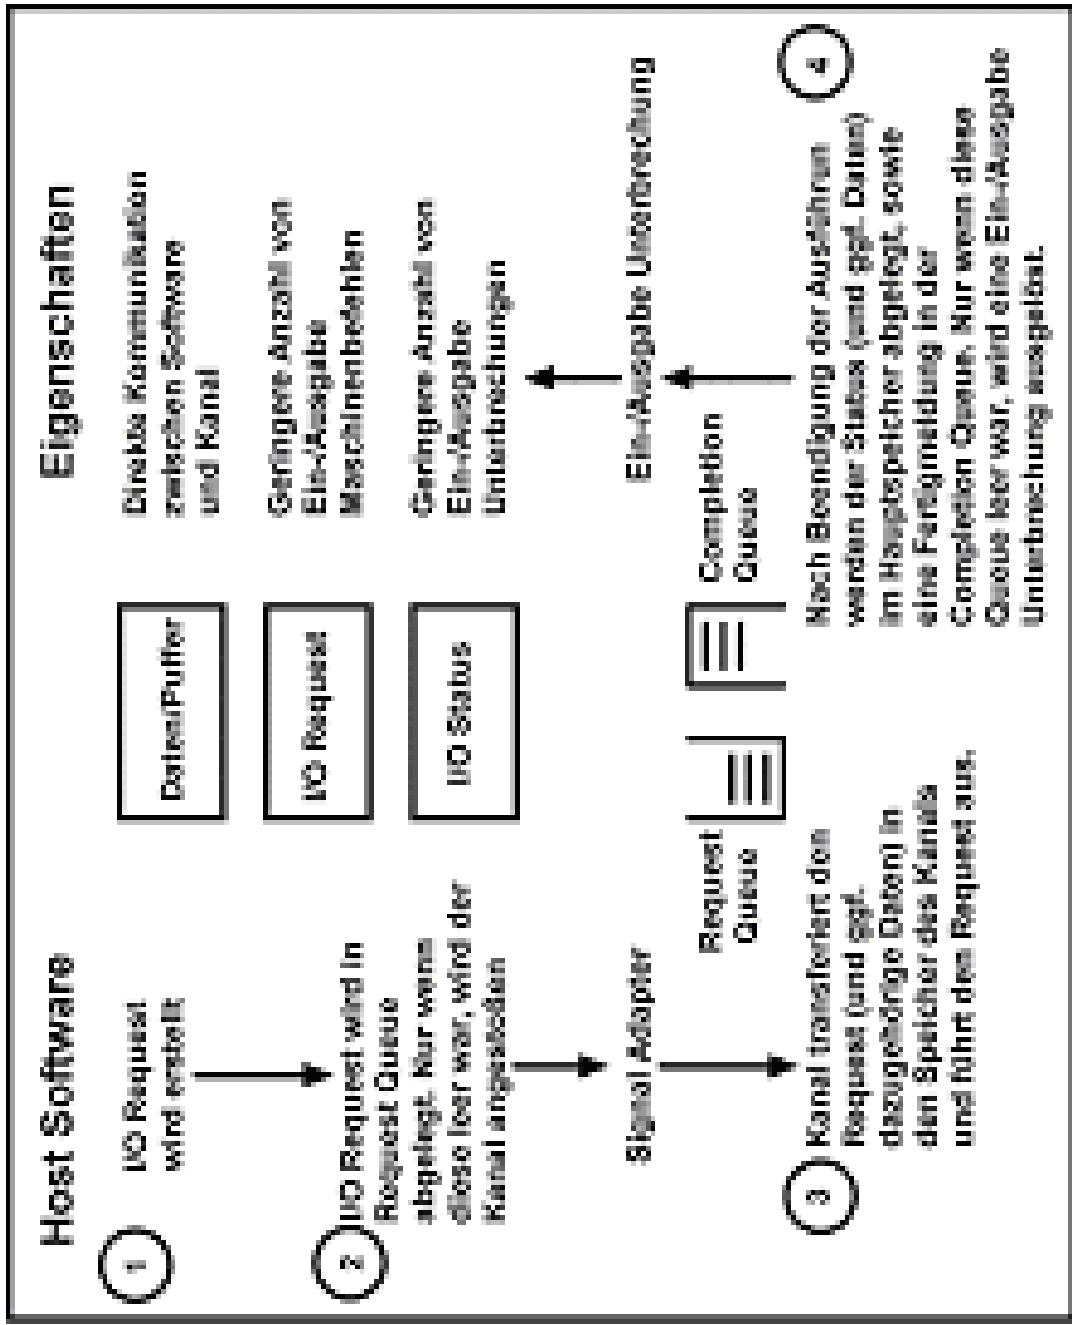 Host Software
Eigenschaften
1
I/O Request
wird erstellt
Daten/Puffer
Direkte Kommunikation
zwischen Software
und Kanal
2
I/O Request wird in
Request Queue
abgelegt. Nur wenn
diese leer war, wird der
Kanal angestoßen
I/O Request
Geringere Anzahl von
Ein-/Ausgabe
Maschinenbefehlen
I/O Status
Geringere Anzahl von
Ein-/Ausgabe
Unterbrechungen
Signal Adapter
Ein-/Ausgabe Unterbrechung
Request
Queue
Completion
Queue
3
Kanal transferiert den
Request (und ggf.
dazugehörige Daten) in
den Speicher des Kanals
und führt den Request aus.
Nach Beendigung der Ausführun
werden der Status (und ggf. Daten)
im Hauptspeicher abgelegt, sowie
eine Fertigmeldung in der
Completion Queue. Nur wenn diese
Queue leer war, wird eine Ein-/Ausgabe
Unterbrechung ausgelöst.
4